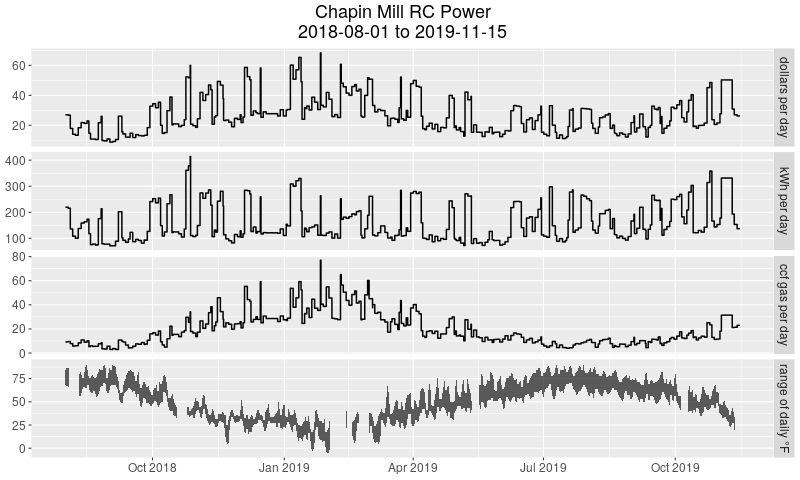 Chapin Mill RC Power
2018-08-01 to 2019-11-15
60
40
20
dollars per day
400
300
200
100
kWh per day
80
60
40
20
0
ccf gas per day
75
50
25
0
range of daily °F
Oct 2018
Jan 2019
Apr 2019
Jul 2019
Oct 2019